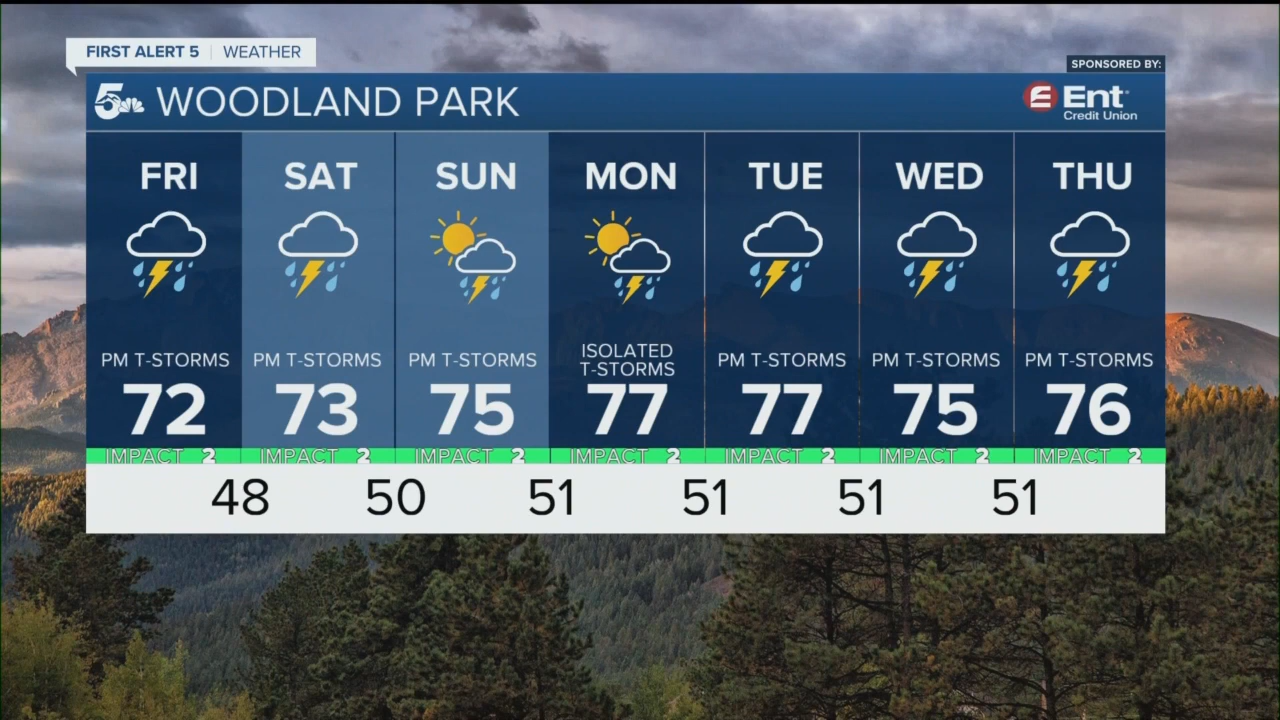 FIRST ALERT 5 | WEATHER
SPONSORED BY:
5 WOODLAND PARK
Ent
Credit Union
FRI SAT SUN MON TUE WED THU
PM T-STORMS PM T-STORMS PM T-STORMS ISOLATED T-STORMS PM T-STORMS PM T-STORMS PM T-STORMS
72 73 75 77 77 75 76
IMPACT 2 IMPACT 2 IMPACT 2 IMPACT 2 IMPACT 2 IMPACT 2 IMPACT 2
48 50 51 51 51 51